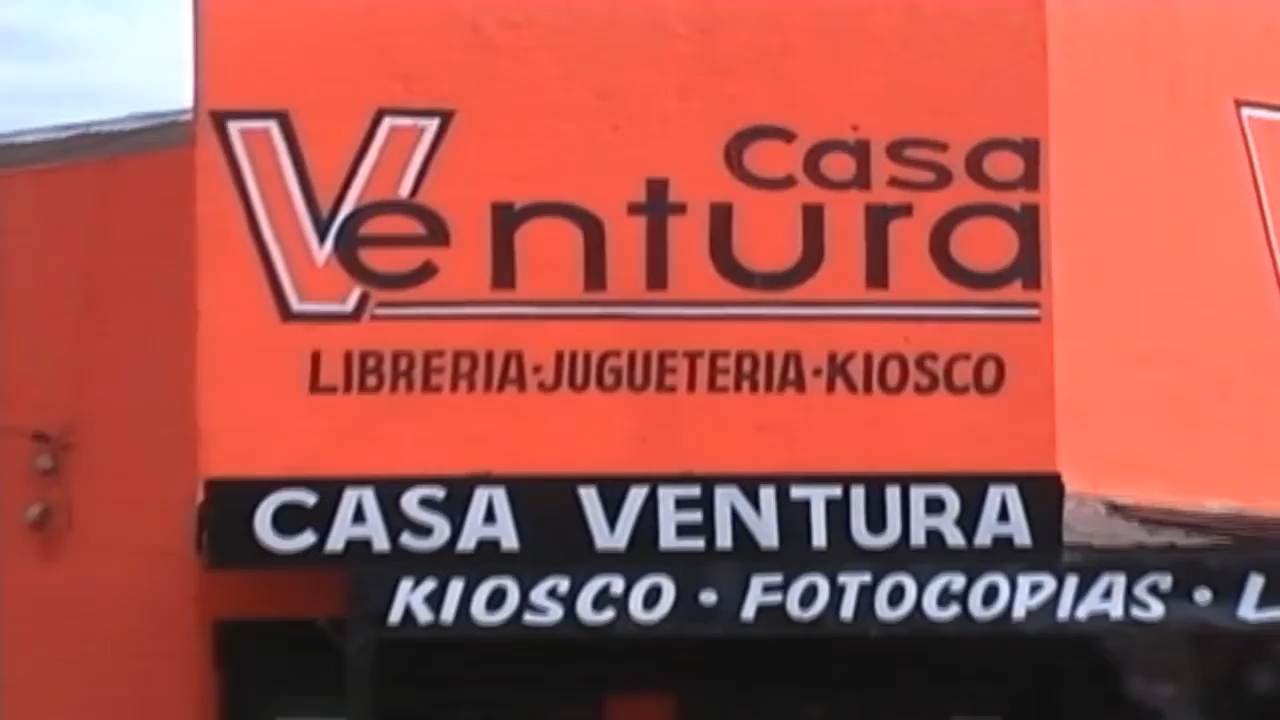 Casa
Ventura
LIBRERIA·JUGUETERIA·KIOSCO
CASA VENTURA
KIOSCO · FOTOCOPIAS ·